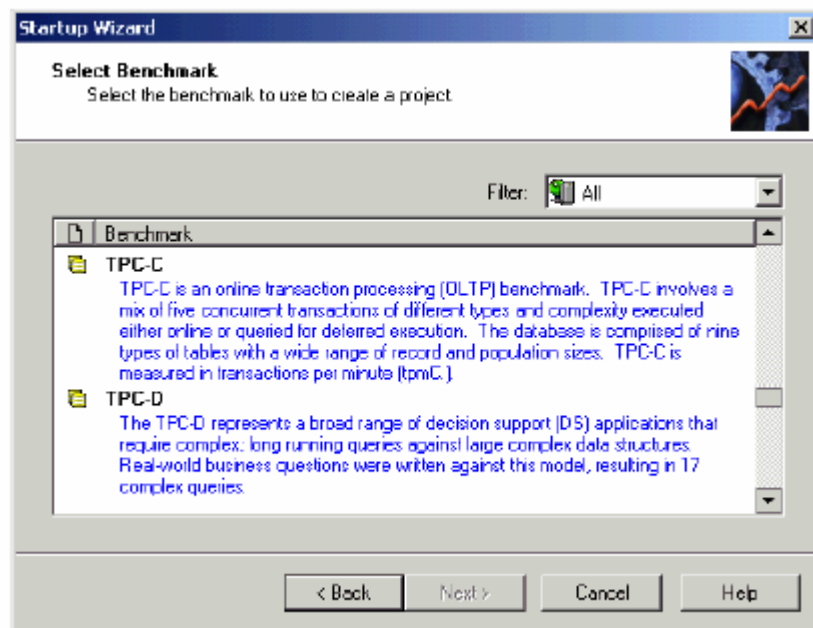 Startup Wizard
Select Benchmark
Select the benchmark to use to create a project
Filter: All
Benchmark
TPC-C
TPC-C is an online transaction processing (OLTP) benchmark. TPC-C involves a
mix of five concurrent transactions of different types and complexity executed
either online or queried for deferred execution. The database is comprised of nine
types of tables with a wide range of record and population sizes. TPC-C is
measured in transactions per minute (tpmC.)
TPC-D
The TPC-D represents a broad range of decision support (DS) applications that
require complex; long running queries against large complex data structures.
Real-world business questions were written against this model, resulting in 17
complex queries.
< Back Next > Cancel Help